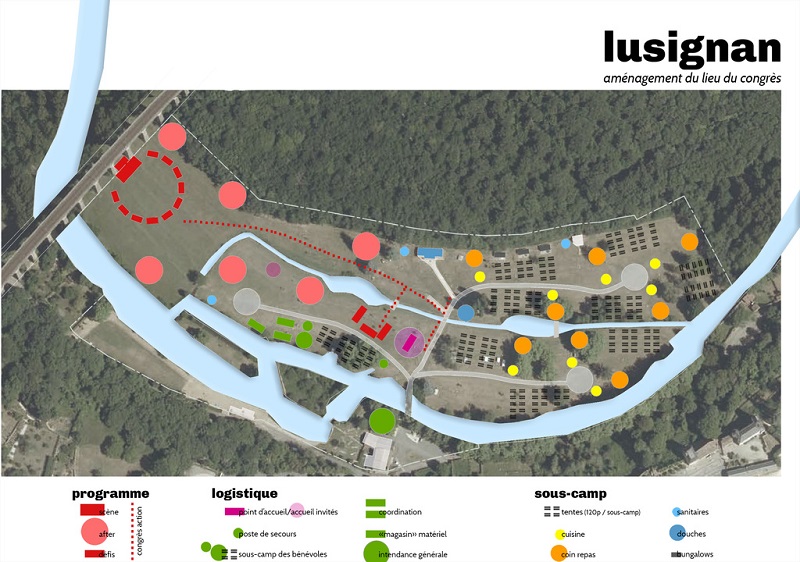 lusignan
aménagement du lieu du congrès
programme
scène
after
défis
congrès action
logistique
point d'accueil/accueil invités
poste de secours
sous-camp des bénévoles
coordination
«magasin» matériel
intendance générale
sous-camp
tentes (120p / sous-camp)
cuisine
coin repas
sanitaires
douches
bungalows